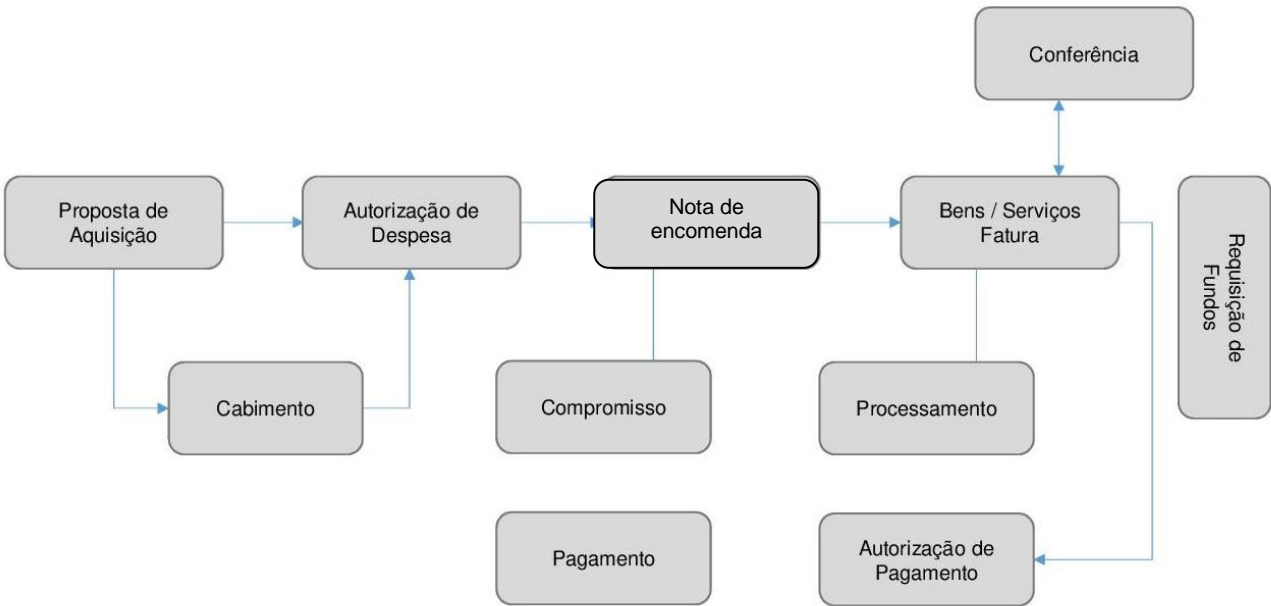 Conferência
Proposta de
Aquisição
Autorização de
Despesa
Nota de
encomenda
Bens / Serviços
Fatura
Requisição de
Fundos
Cabimento
Compromisso
Processamento
Pagamento
Autorização de
Pagamento